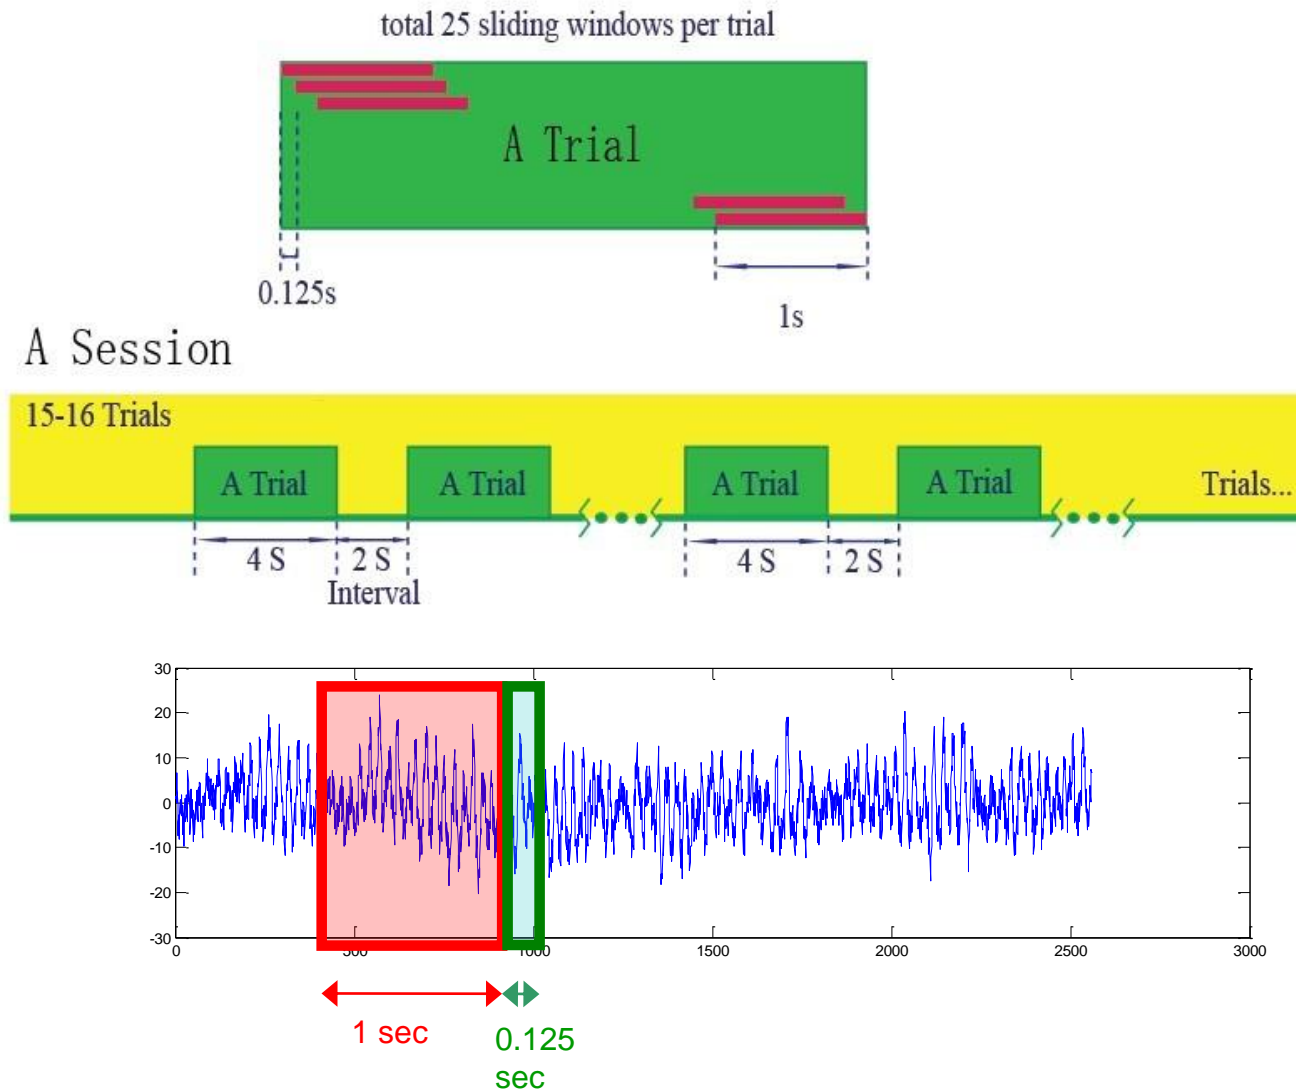 total 25 sliding windows per trial
A Trial
0.125s
1s
A Session
15-16 Trials
A Trial
A Trial
A Trial
A Trial
Trials...
4 S
2 S
4 S
2 S
Interval
30
20
10
0
-10
-20
-30
0
500
1000
1500
2000
2500
3000
1 sec
0.125
sec